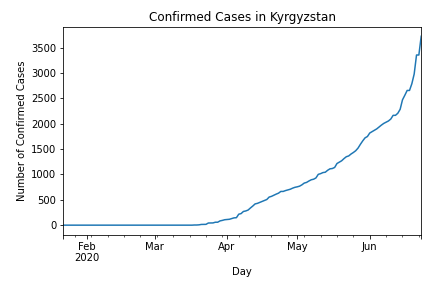 Confirmed Cases in Kyrgyzstan
Number of Confirmed Cases
3500
3000
2500
2000
1500
1000
500
0
Feb Mar Apr May Jun
2020
Day